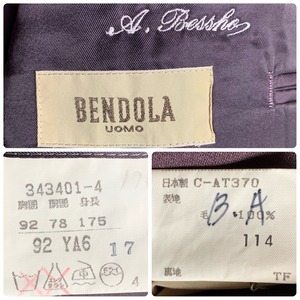 A. Bessho
BENDOLA
UOMO
343401-4
胸囲 胴囲 身長
92 78 175
92 YA6 17
4
日本製 C-AT370
表地
毛 100%
B.A
114
裏地 TF